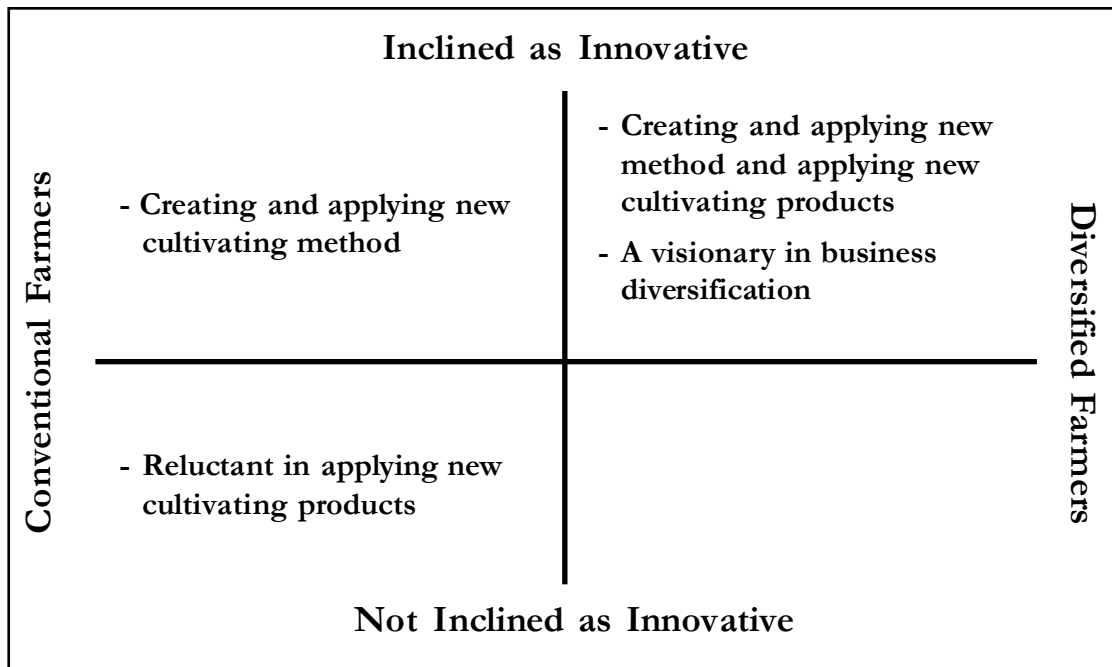 Inclined as Innovative
Conventional Farmers
- Creating and applying new
cultivating method
- Creating and applying new
method and applying new
cultivating products
- A visionary in business
diversification
Diversified Farmers
- Reluctant in applying new
cultivating products
Not Inclined as Innovative